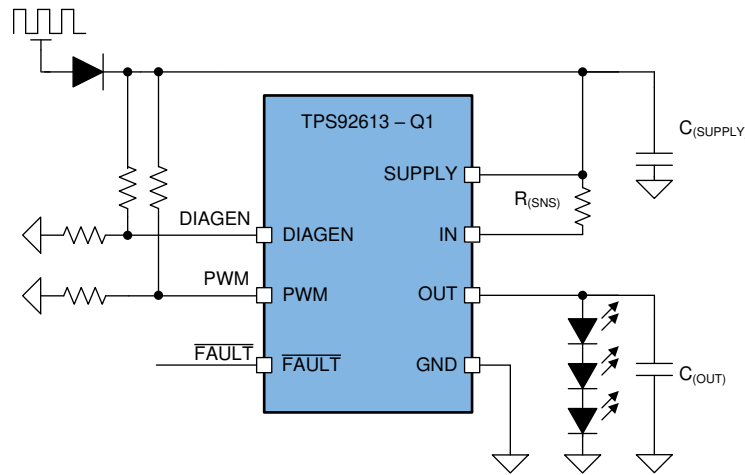 TPS92613 – Q1
C(SUPPLY)
SUPPLY
R(SNS)
DIAGEN
DIAGEN
IN
PWM
PWM
OUT
FAULT
FAULT
GND
C(OUT)